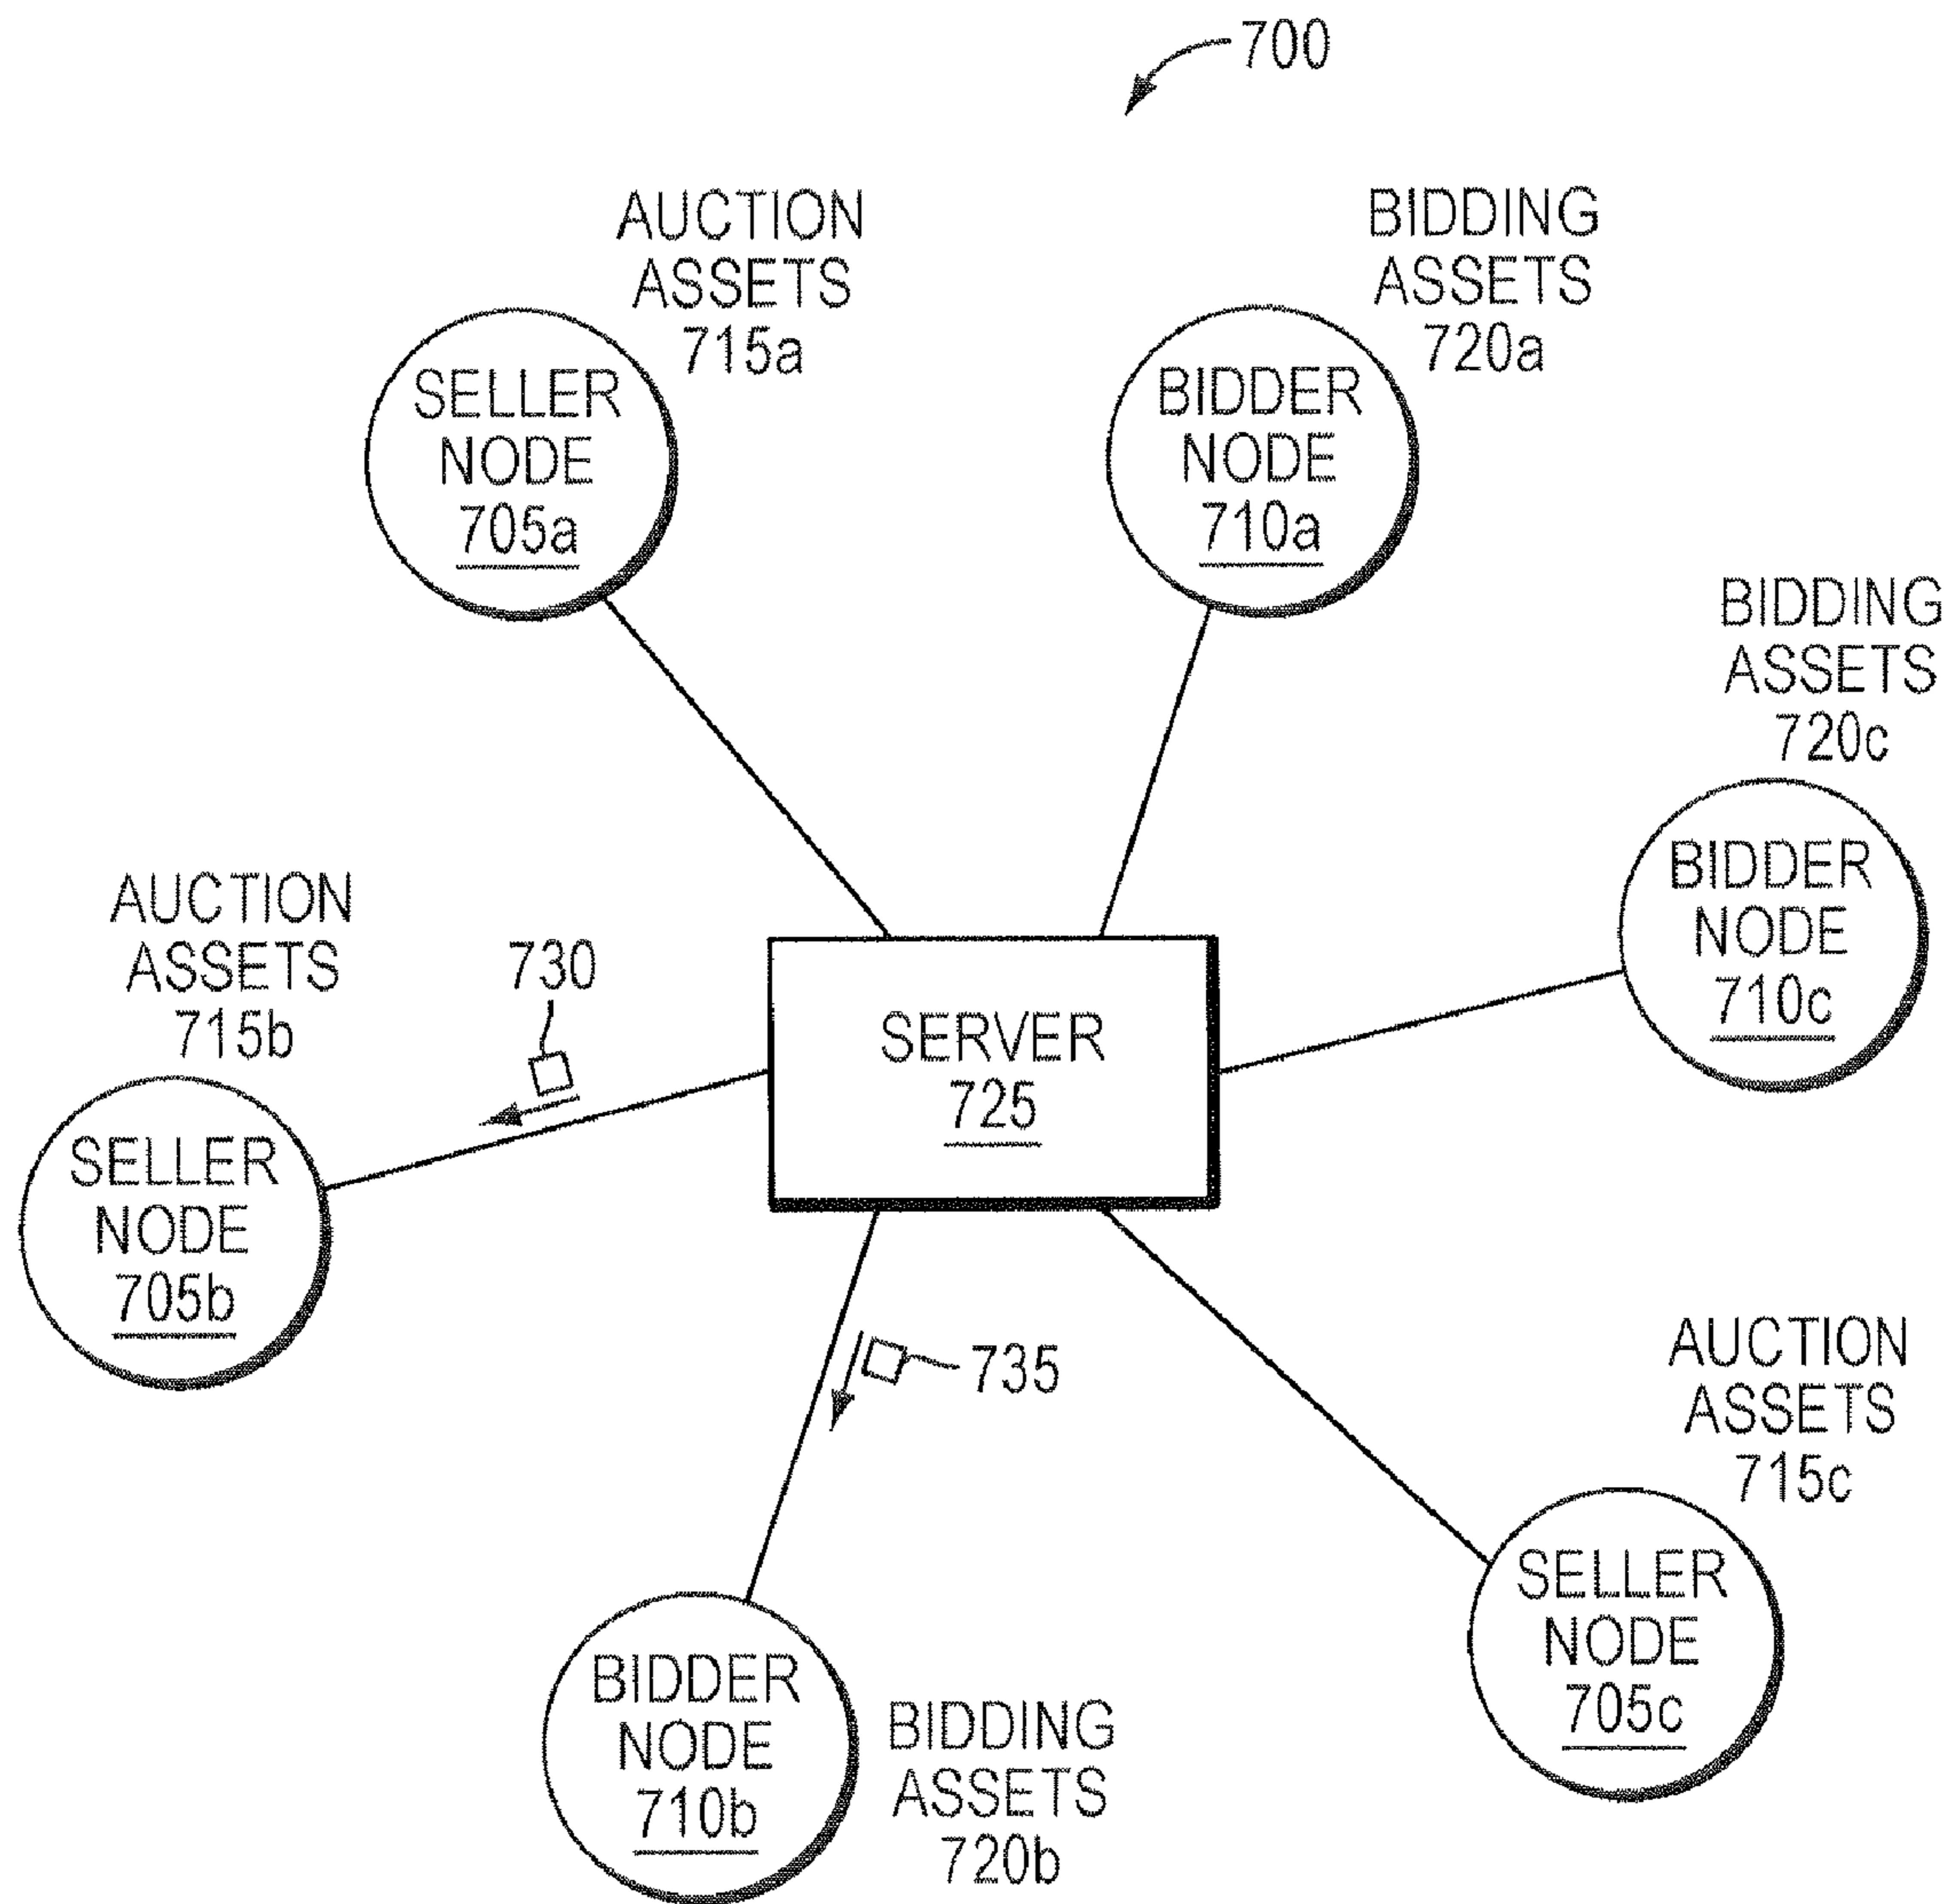 700
AUCTION
ASSETS
715a
BIDDING
ASSETS
720a
SELLER
NODE
705a
BIDDER
NODE
710a
BIDDING
ASSETS
720c
BIDDER
NODE
710c
AUCTION
ASSETS
715b
730
SERVER
725
SELLER
NODE
705b
735
AUCTION
ASSETS
715c
SELLER
NODE
705c
BIDDER
NODE
710b
BIDDING
ASSETS
720b